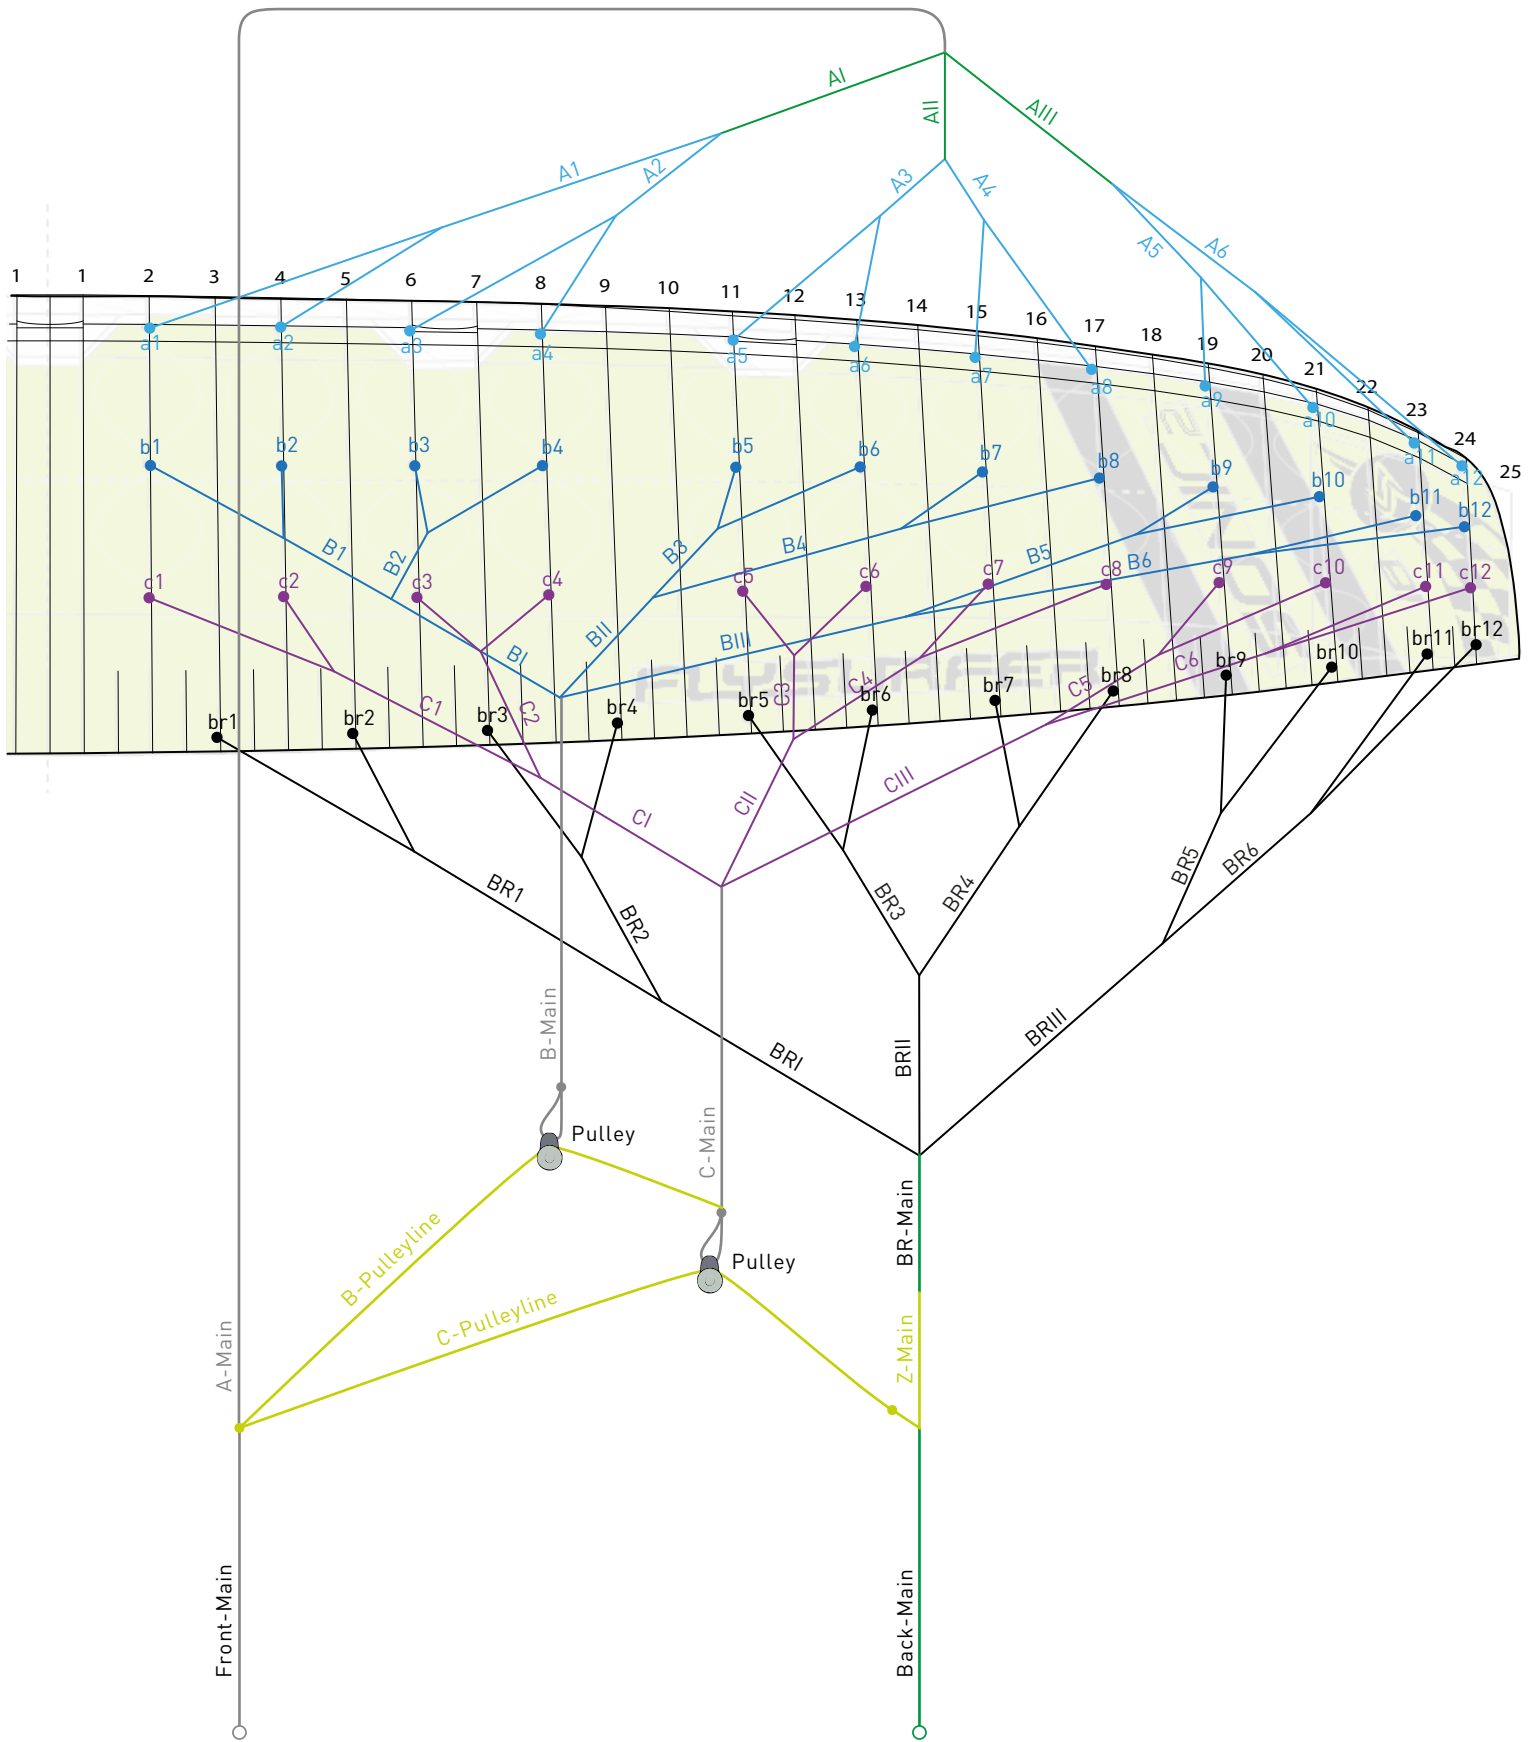 AI
AII
AIII
A1
A2
A3
A4
A5
A6
1 1 2 3 4 5 6 7 8 9 10 11 12 13 14 15 16 17 18 19 20 21 22 23 24 25
a1 a2 a3 a4 a5 a6 a7 a8 a9 a10 a11 a12
b1 b2 b3 b4 b5 b6 b7 b8 b9 b10 b11 b12
B1
B2
B3
B4
B5
B6
c1 c2 c3 c4 c5 c6 c7 c8 c9 c10 c11 c12
BI
BII
BIII
FLYSURFER
C1
C2
C3
C4
C5
C6
br1 br2 br3 br4 br5 br6 br7 br8 br9 br10 br11 br12
CI
CII
CIII
BR1
BR2
BR3
BR4
BR5
BR6
BRI
BRII
BRIII
B-Main
C-Main
Pulley
Pulley
BR-Main
B-Pulleyline
C-Pulleyline
A-Main
Z-Main
Front-Main
Back-Main